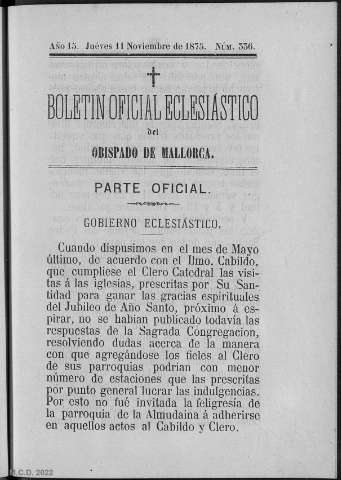 Año 15. Juéves 11 Noviembre de 1875. NÚM. 336.
BOLETIN OFICIAL ECLESIÁSTICO
del
OBISPADO DE MALLORCA.
PARTE OFICIAL.
GOBIERNO ECLESIÁSTICO.
Cuando dispusimos en el mes de Mayo
último, de acuerdo con el Ilmo. Cabildo,
que cumpliese el Clero Catedral las visi-
tas á las iglesias, prescritas por Su San-
tidad para ganar las gracias espirituales
del Jubileo de Año Santo, próximo á es-
pirar, no se habian publicado todavía las
respuestas de la Sagrada Congregacion,
resolviendo dudas acerca de la manera
con que agregándose los fieles al Clero
de sus parroquias podrian con menor
número de estaciones que las prescritas
por punto general lucrar las indulgencias.
Por esto no fué invitada la feligresía de
la parroquia de la Almudaina á adherirse
en aquellos actos al Cabildo y Clero.
M.C.D. 2022